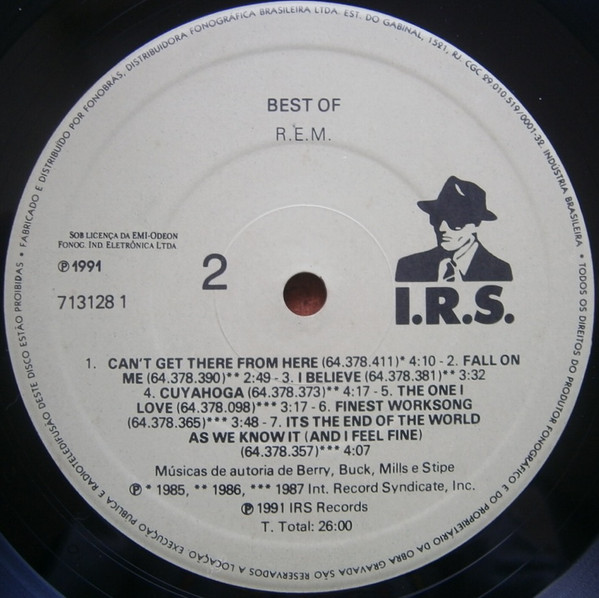 BEST OF
R.E.M.
SOB LICENÇA DA EMI-ODEON
FONOG. IND. ELETRÔNICA LTDA
℗ 1991
2
713128 1
I.R.S.
1. CAN'T GET THERE FROM HERE (64.378.411)* 4:10 - 2. FALL ON
ME (64.378.390)** 2:49 - 3. I BELIEVE (64.378.381)** 3:32
4. CUYAHOGA (64.378.373)** 4:17 - 5. THE ONE I
LOVE (64.378.098)*** 3:17 - 6. FINEST WORKSONG
(64.378.365)*** 3:48 - 7. ITS THE END OF THE WORLD
AS WE KNOW IT (AND I FEEL FINE)
(64.378.357)*** 4:07
Músicas de autoria de Berry, Buck, Mills e Stipe
℗ * 1985, ** 1986, *** 1987 Int. Record Syndicate, Inc.
℗ 1991 IRS Records
T. Total: 26:00
• FABRICADO E DISTRIBUÍDO POR FONOBRAS, DISTRIBUIDORA FONOGRÁFICA BRASILEIRA LTDA. EST. DO GABINAL, 1521, RJ. CGC 29.010.519/0001-32. INDÚSTRIA BRASILEIRA • TODOS OS DIREITOS DO PRODUTOR FONOGRÁFICO E DO PROPRIETÁRIO DA OBRA GRAVADA SÃO RESERVADOS A LOCAÇÃO, EXECUÇÃO PÚBLICA E RADIOTELEDIFUSÃO DESTE DISCO ESTÃO PROIBIDAS